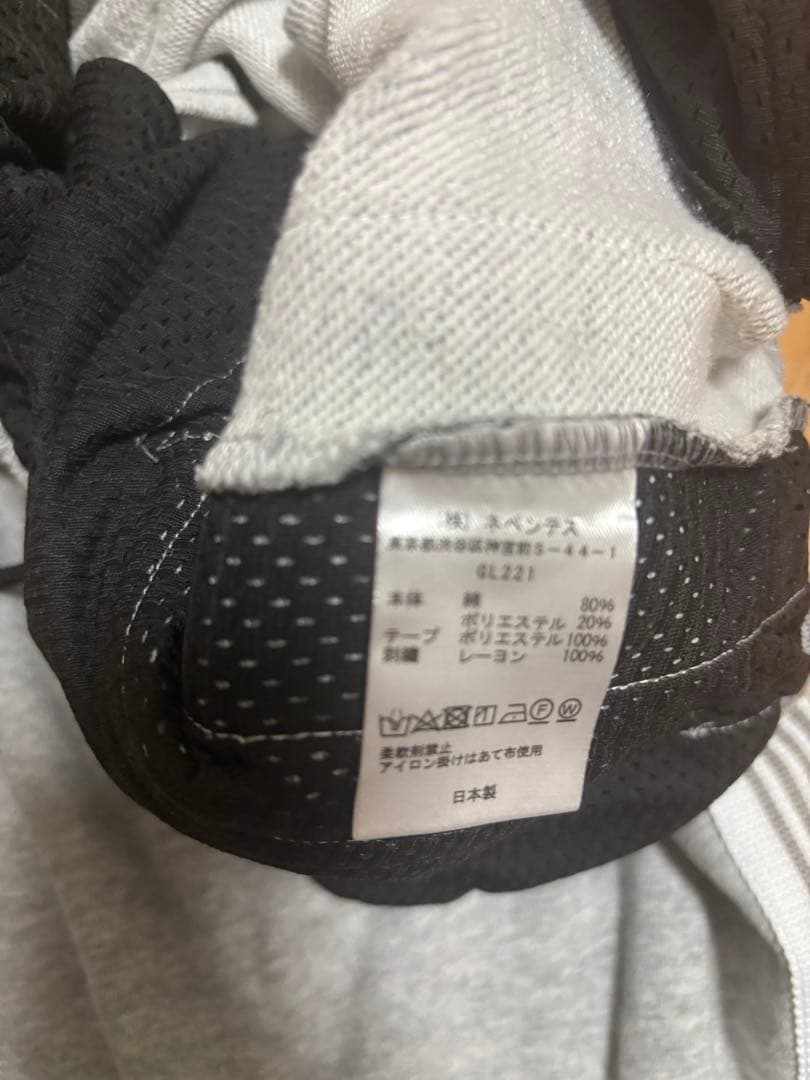 (株) ネペンテス
東京都渋谷区神宮前5-44-1
GL221
本体 綿 80%
ポリエステル 20%
テープ ポリエステル 100%
刺繍 レーヨン 100%
Ⓕ Ⓦ
柔軟剤禁止
アイロン掛けはあて布使用
日本製